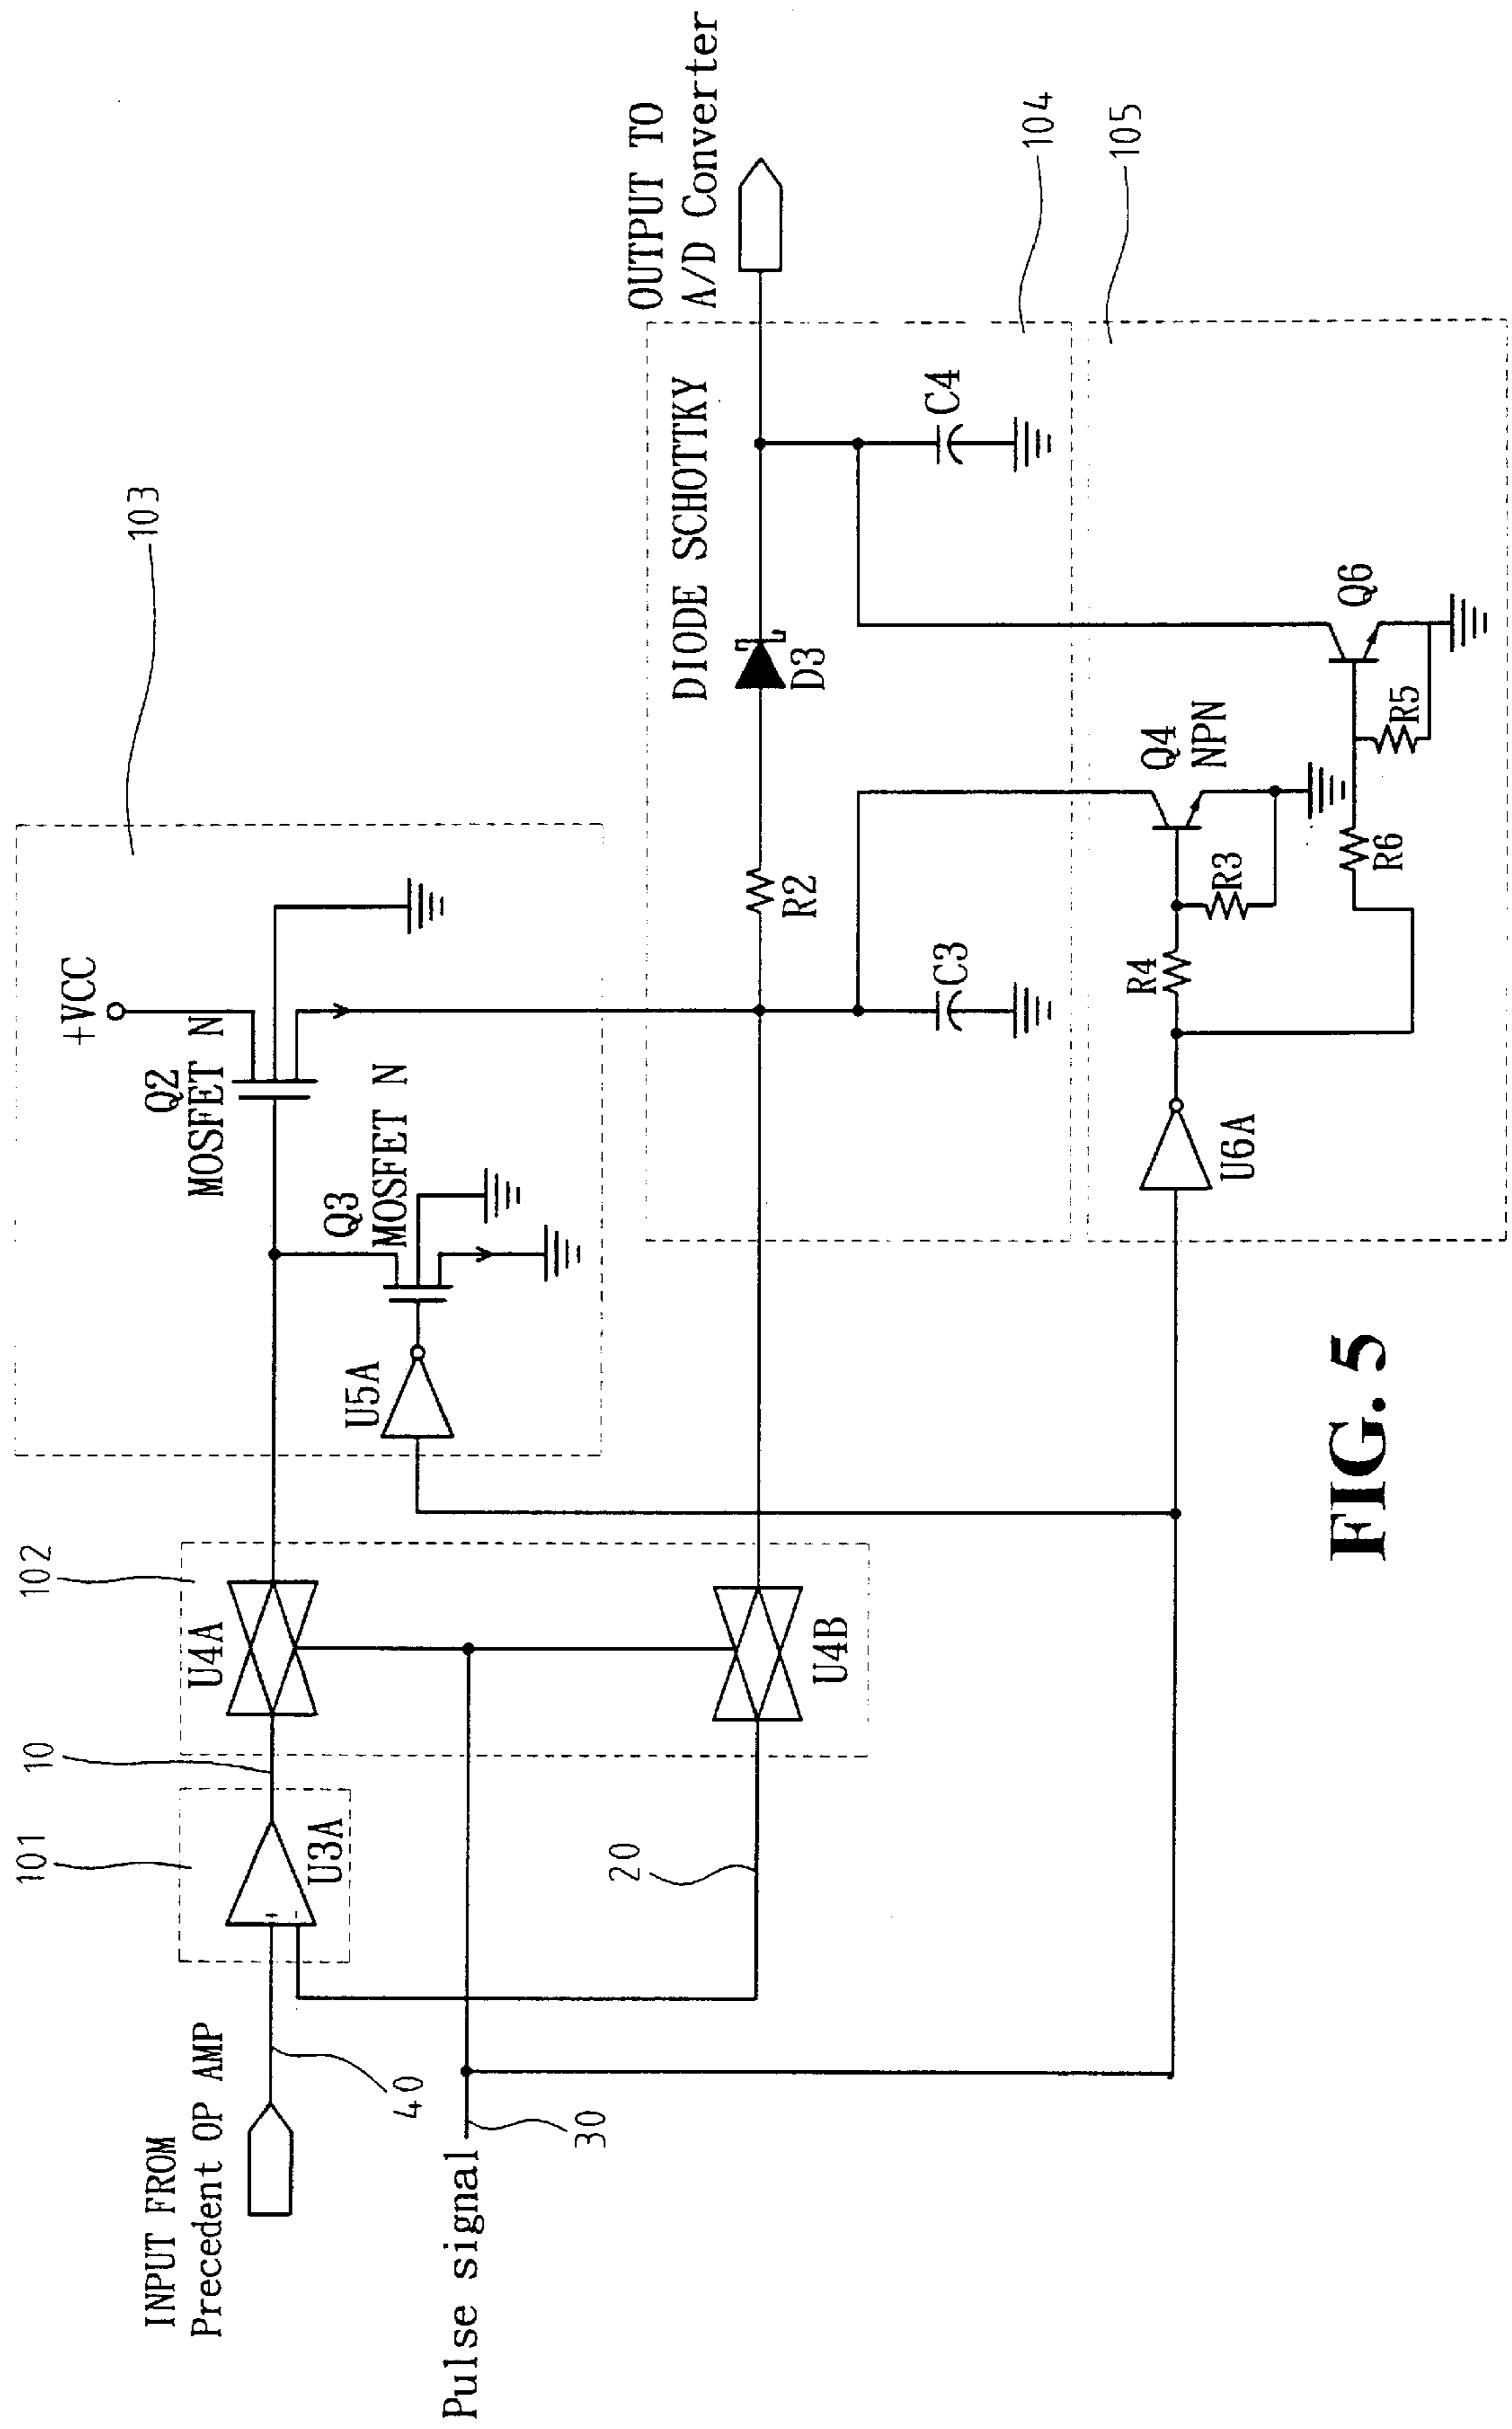 103
+VCC
Q2
MOSFET N
Q3
MOSFET N
U5A
102
U4A
10
101
U3A
+
-
INPUT FROM
Precedent OP AMP
40
Pulse signal
30
20
U4B
OUTPUT TO
A/D Converter
DIODE SCHOTTKY
D3
R2
C3
C4
104
105
Q4
NPN
R3
R4
U6A
Q6
R5
R6
FIG. 5